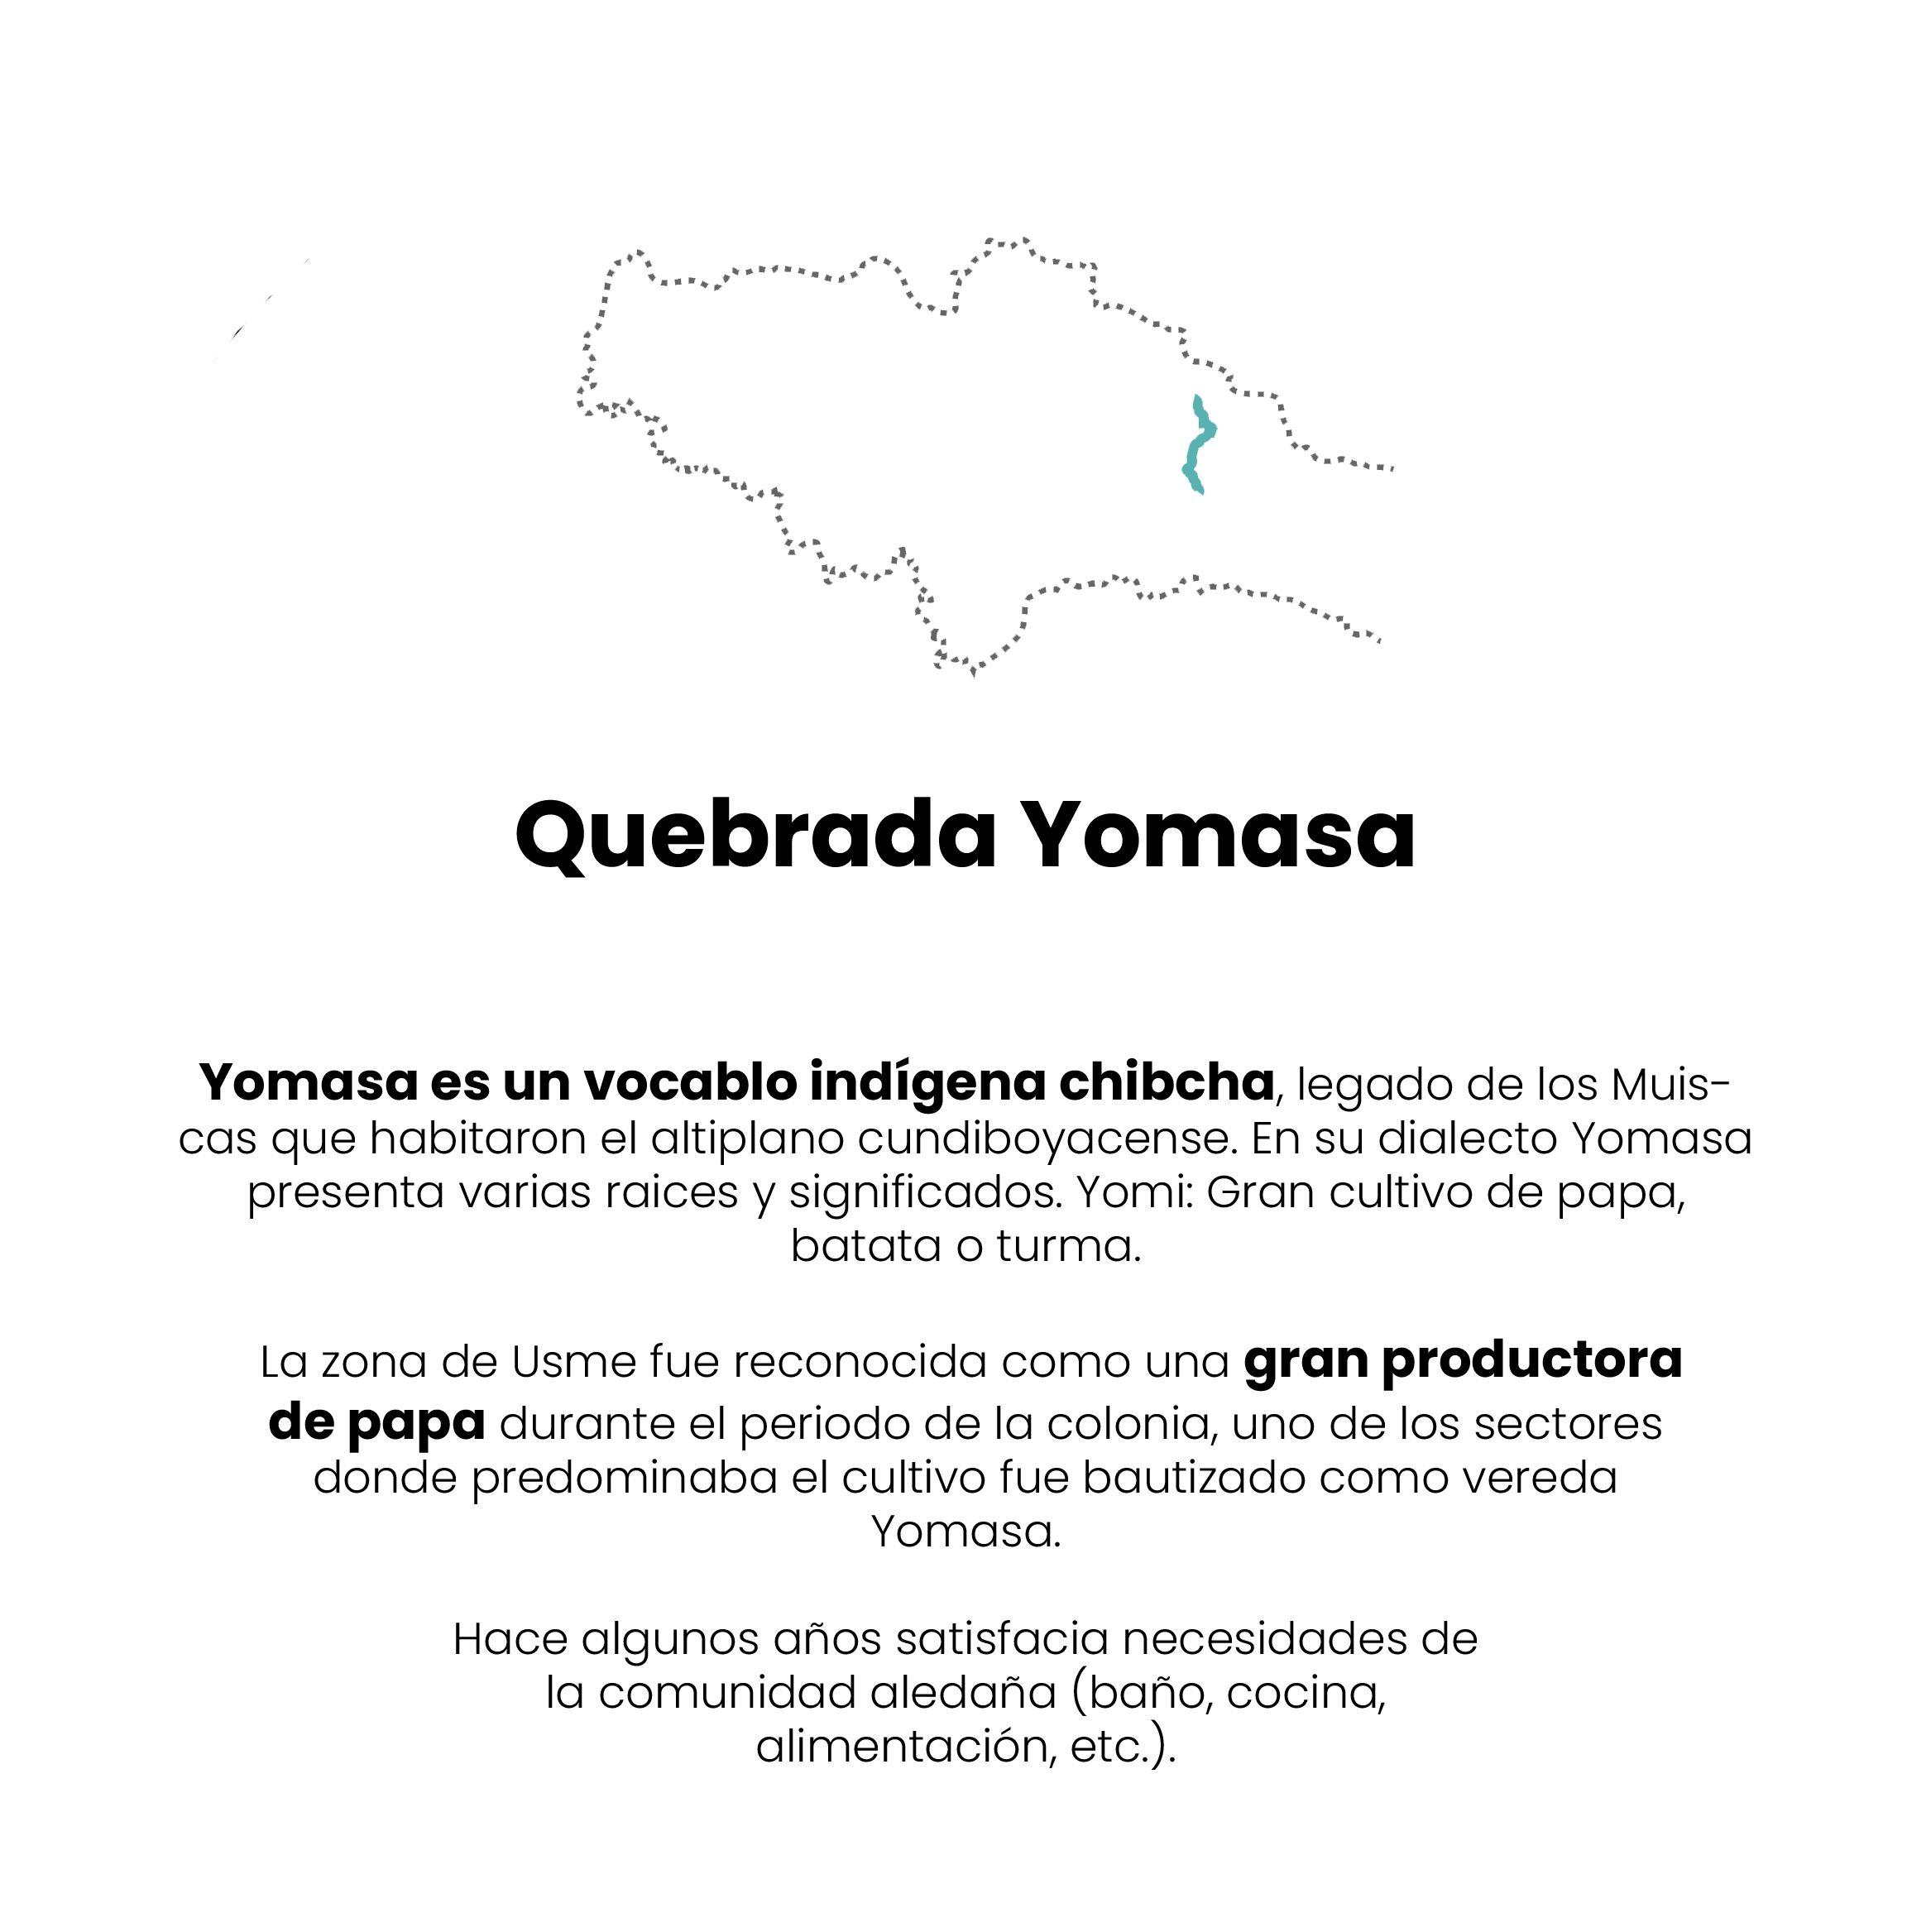 Quebrada Yomasa
Yomasa es un vocablo indígena chibcha, legado de los Muis-
cas que habitaron el altiplano cundiboyacense. En su dialecto Yomasa
presenta varias raices y significados. Yomi: Gran cultivo de papa,
batata o turma.
La zona de Usme fue reconocida como una gran productora
de papa durante el periodo de la colonia, uno de los sectores
donde predominaba el cultivo fue bautizado como vereda
Yomasa.
Hace algunos años satisfacia necesidades de
la comunidad aledaña (baño, cocina,
alimentación, etc.).